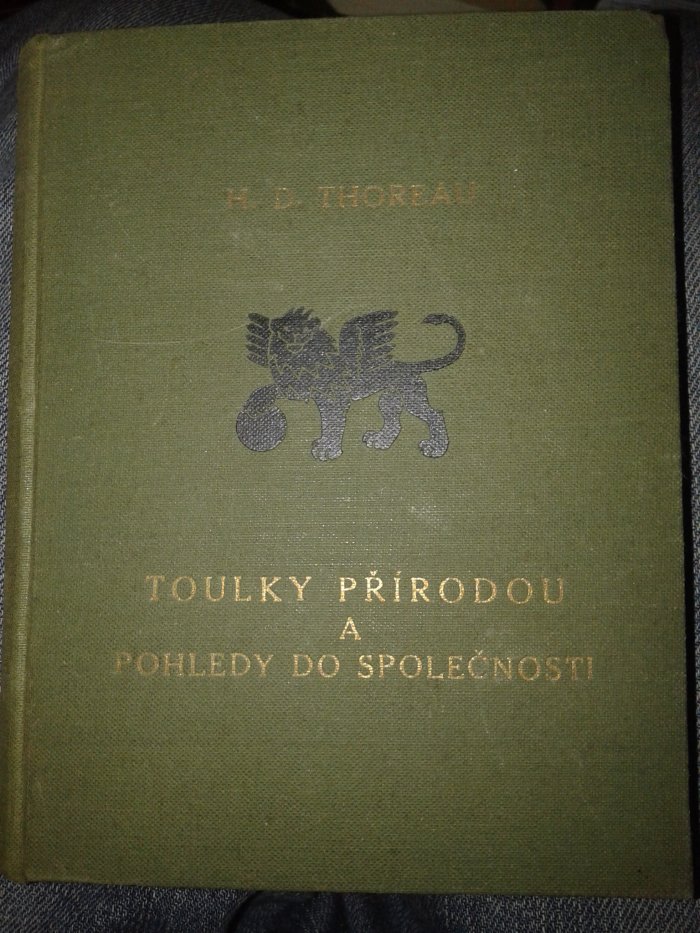 H. D. THOREAU
TOULKY PŘÍRODOU
A
POHLEDY DO SPOLEČNOSTI